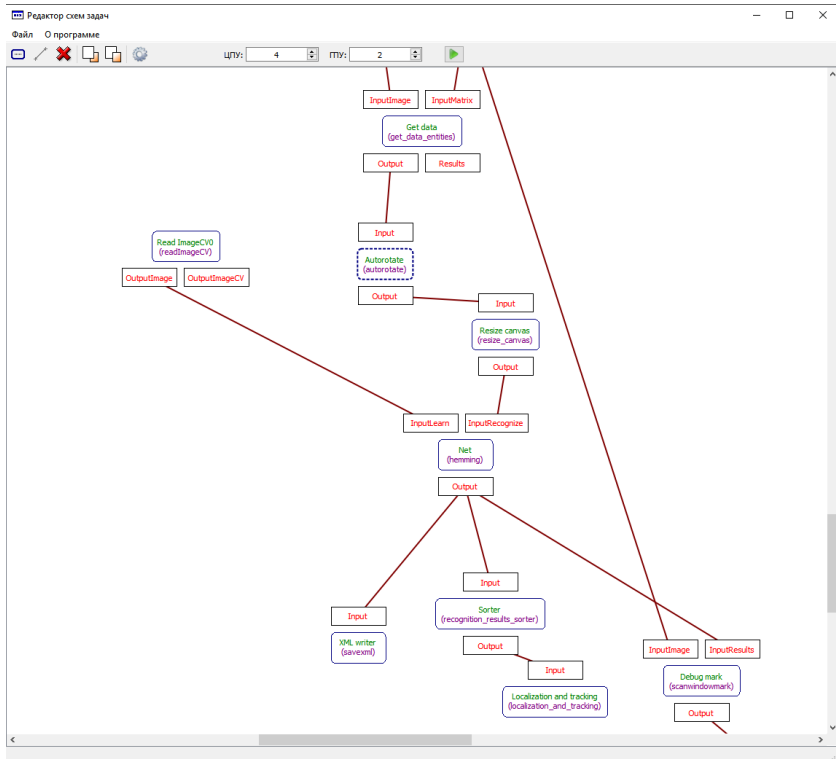 Редактор схем задач
Файл О программе
ЦПУ: 4 ГПУ: 2
InputImage InputMatrix
Get data
(get_data_entities)
Output Results
Input
Read ImageCV0
(readImageCV)
Autorotate
(autorotate)
OutputImage OutputImageCV
Output
Input
Resize canvas
(resize_canvas)
Output
InputLearn InputRecognize
Net
(hemming)
Output
Input
Input
Sorter
(recognition_results_sorter)
XML writer
(savexml)
Output
InputImage InputResults
Input
Debug mark
(scanwindowmark)
Localization and tracking
(localization_and_tracking)
Output